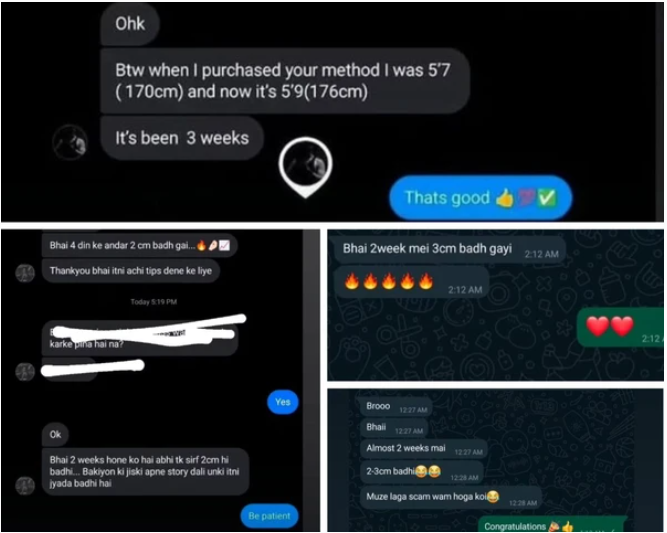 Ohk
Btw when I purchased your method I was 5'7
( 170cm) and now it's 5'9(176cm)
It's been 3 weeks
Thats good 👍💯✅
Bhai 4 din ke andar 2 cm badh gai...🔥🤌🏻📈
Thankyou bhai itni achi tips dene ke liye
Today 5:19 PM
karke pina hai na?
Yes
Ok
Bhai 2 weeks hone ko hai abhi tk sirf 2cm hi
badhi... Bakiyon ki jiski apne story dali unki itni
jyada badhi hai
Be patient
Bhai 2week mei 3cm badh gayi 2:12 AM
🔥🔥🔥🔥🔥 2:12 AM
❤️❤️ 2:12
Brooo 12:27 AM
Bhaii 12:27 AM
Almost 2 weeks mai 12:27 AM
2-3cm badhi😂😂 12:28 AM
Muze laga scam wam hoga koi😂 12:28 AM
Congratulations 🎉👍